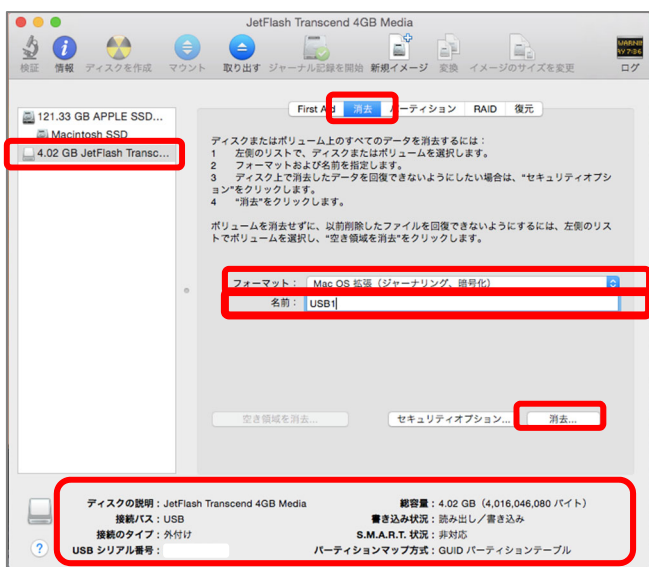 JetFlash Transcend 4GB Media
検証 情報 ディスクを作成 マウント 取り出す ジャーナル記録を開始 新規イメージ 変換 イメージのサイズを変更 ログ
121.33 GB APPLE SSD...
Macintosh SSD
4.02 GB JetFlash Transc...
First Aid 消去 パーティション RAID 復元
ディスクまたはボリューム上のすべてのデータを消去するには：
1 左側のリストで、ディスクまたはボリュームを選択します。
2 フォーマットおよび名前を指定します。
3 ディスク上で消去したデータを回復できないようにしたい場合は、“セキュリティオプシ
ョン”をクリックします。
4 “消去”をクリックします。
ボリュームを消去せずに、以前削除したファイルを回復できないようにするには、左側のリス
トでボリュームを選択し、“空き領域を消去”をクリックします。
フォーマット： Mac OS 拡張（ジャーナリング、暗号化）
名前： USB1
空き領域を消去... セキュリティオプション... 消去...
ディスクの説明：JetFlash Transcend 4GB Media
接続バス：USB
接続のタイプ：外付け
USB シリアル番号：
総容量：4.02 GB（4,016,046,080 バイト）
書き込み状況：読み出し／書き込み
S.M.A.R.T. 状況：非対応
パーティションマップ方式：GUID パーティションテーブル
?